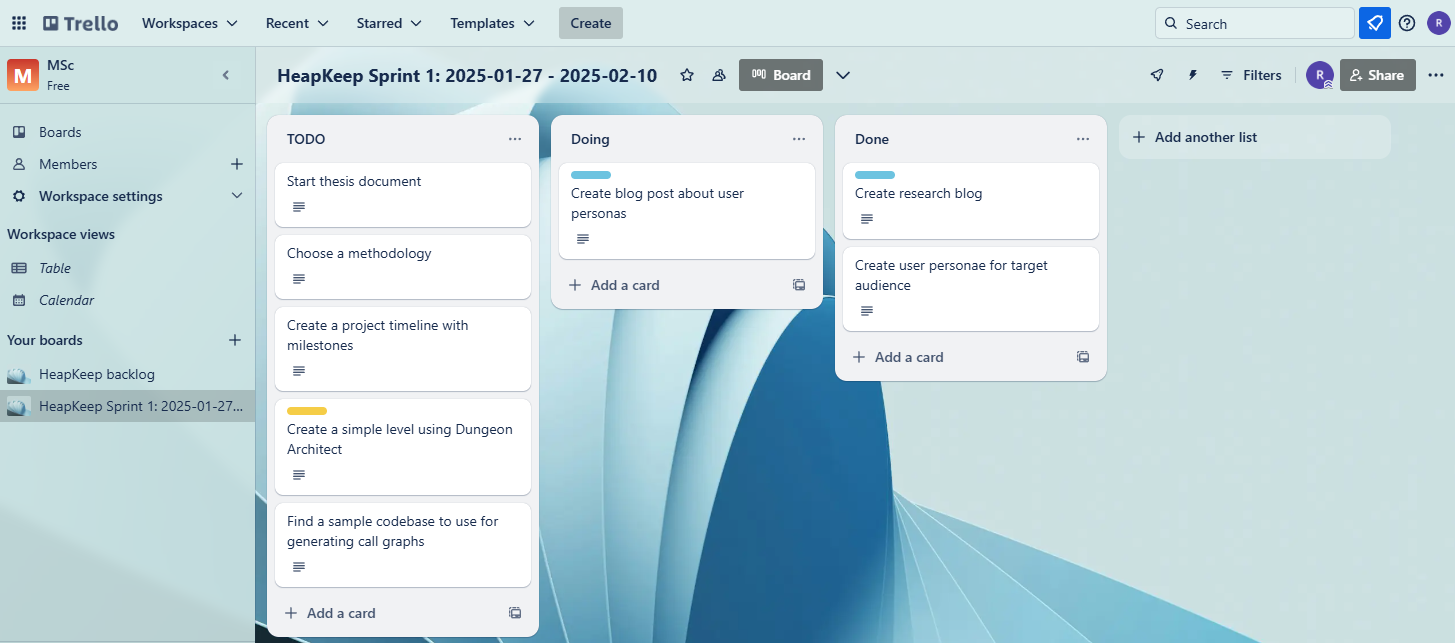 Trello
Workspaces
Recent
Starred
Templates
Create
Search
R
M
MSc
Free
HeapKeep Sprint 1: 2025-01-27 - 2025-02-10
Board
Filters
R
Share
Boards
Members
Workspace settings
Workspace views
Table
Calendar
Your boards
HeapKeep backlog
HeapKeep Sprint 1: 2025-01-27...
TODO
Start thesis document
Choose a methodology
Create a project timeline with
milestones
Create a simple level using Dungeon
Architect
Find a sample codebase to use for
generating call graphs
Add a card
Doing
Create blog post about user
personas
Add a card
Done
Create research blog
Create user personae for target
audience
Add a card
Add another list